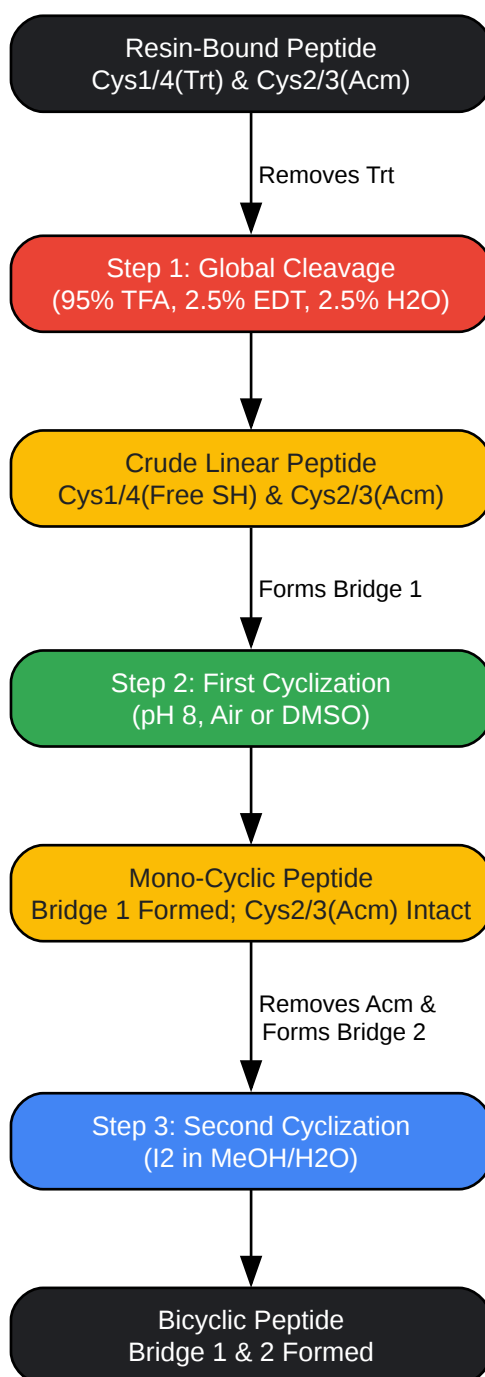 Resin-Bound Peptide
Cys1/4(Trt) & Cys2/3(Acm)
Removes Trt
Step 1: Global Cleavage
(95% TFA, 2.5% EDT, 2.5% H2O)
Crude Linear Peptide
Cys1/4(Free SH) & Cys2/3(Acm)
Forms Bridge 1
Step 2: First Cyclization
(pH 8, Air or DMSO)
Mono-Cyclic Peptide
Bridge 1 Formed; Cys2/3(Acm) Intact
Removes Acm &
Forms Bridge 2
Step 3: Second Cyclization
(I2 in MeOH/H2O)
Bicyclic Peptide
Bridge 1 & 2 Formed